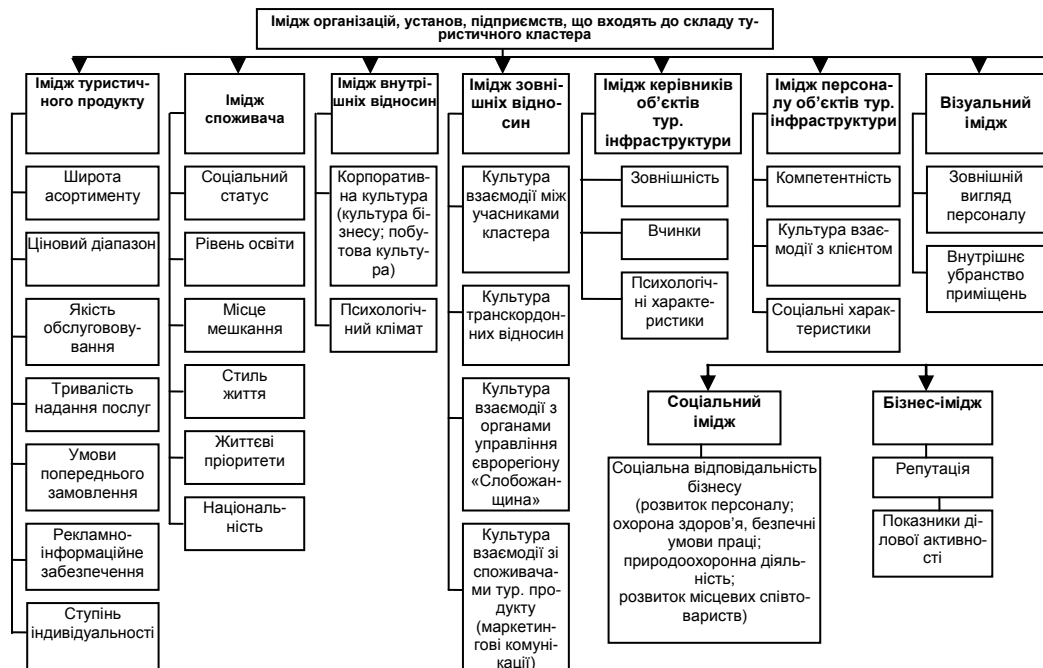 Імідж організацій, установ, підприємств, що входять до складу ту-
ристичного кластера
Імідж туристич-
ного продукту
Широта
асортименту
Ціновий діапазон
Якість
обслуговову-
вання
Тривалість
надання послуг
Умови
попереднього
замовлення
Рекламно-
інформаційне
забезпечення
Ступінь
індивідуальності
Імідж
споживача
Соціальний
статус
Рівень освіти
Місце
мешкання
Стиль
життя
Життєві
пріоритети
Національ-
ність
Імідж внутрі-
шніх відносин
Корпоратив-
на культура
(культура бі-
знесу; побу-
това культу-
ра)
Психологіч-
ний клімат
Імідж зовні-
шніх відно-
син
Культура
взаємодії між
учасниками
кластера
Культура
транскордон-
них відносин
Культура
взаємодії з
органами
управління
єврорегіону
«Слобожан-
щина»
Культура
взаємодії зі
споживача-
ми тур. про-
дукту
(маркетин-
гові комуні-
кації)
Імідж керівників
об’єктів
тур.
інфраструктури
Зовнішність
Вчинки
Психологіч-
ні характе-
ристики
Імідж персона-
лу об’єктів тур.
інфраструктури
Компетентність
Культура взає-
модії з клієнтом
Соціальні харак-
теристики
Візуальний
імідж
Зовнішній
вигляд
персоналу
Внутрішнє
убранство
приміщень
Соціальний
імідж
Соціальна відповідальність
бізнесу
(розвиток персоналу;
охорона здоров’я, безпечні
умови праці;
природоохоронна діяль-
ність;
розвиток місцевих співто-
вариств)
Бізнес-імідж
Репутація
Показники ді-
лової активно-
сті